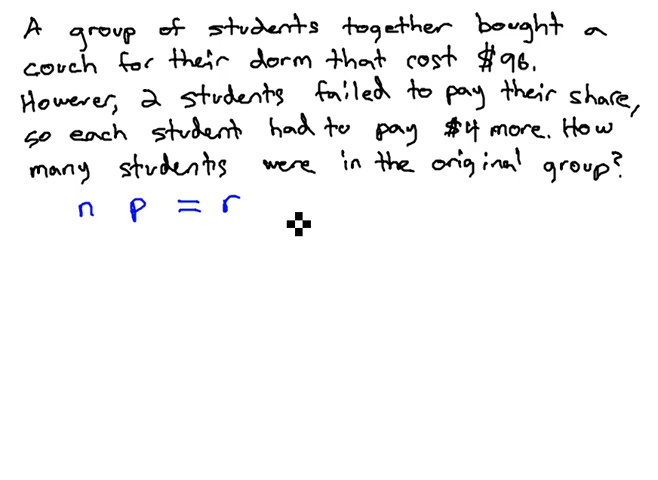 A group of students together bought a
couch for their dorm that cost $96.
However, 2 students failed to pay their share,
so each student had to pay $4 more. How
many students were in the original group?
n p = r